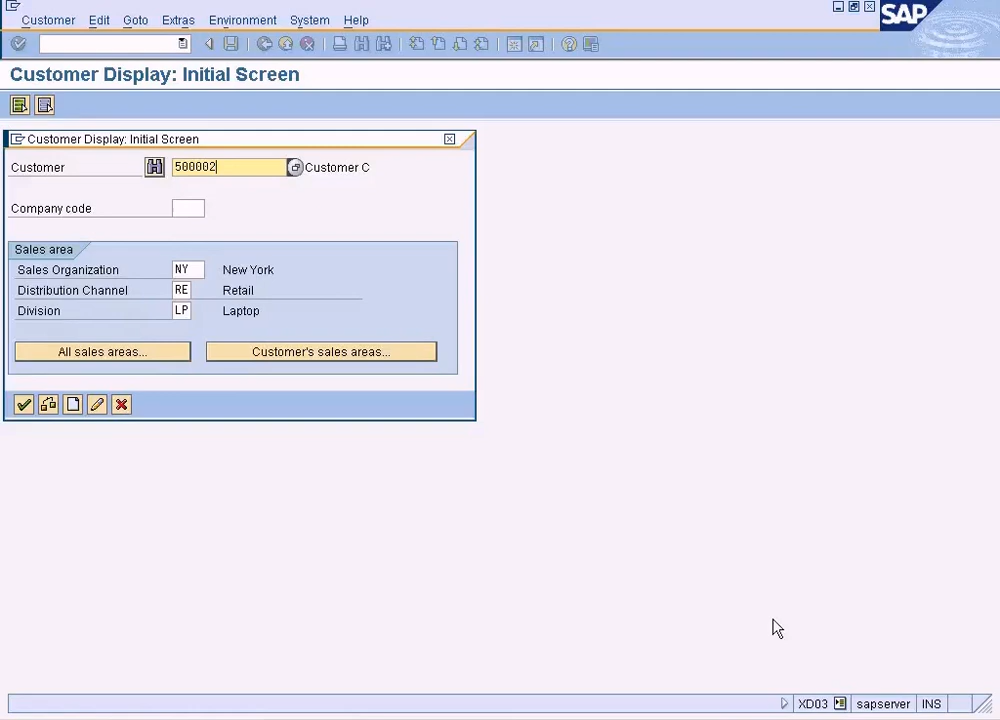 Customer Edit Goto Extras Environment System Help
SAP
Customer Display: Initial Screen
Customer Display: Initial Screen
Customer 500002 Customer C
Company code
Sales area
Sales Organization NY New York
Distribution Channel RE Retail
Division LP Laptop
All sales areas... Customer's sales areas...
XD03 sapserver INS